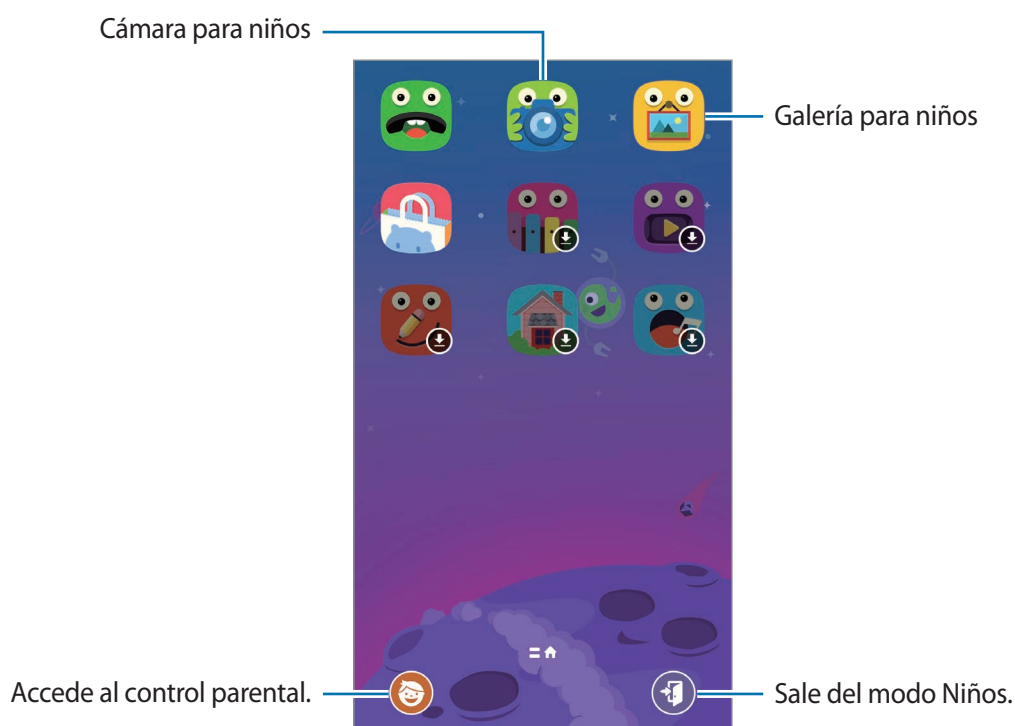 Cámara para niños
Galería para niños
Accede al control parental.
Sale del modo Niños.